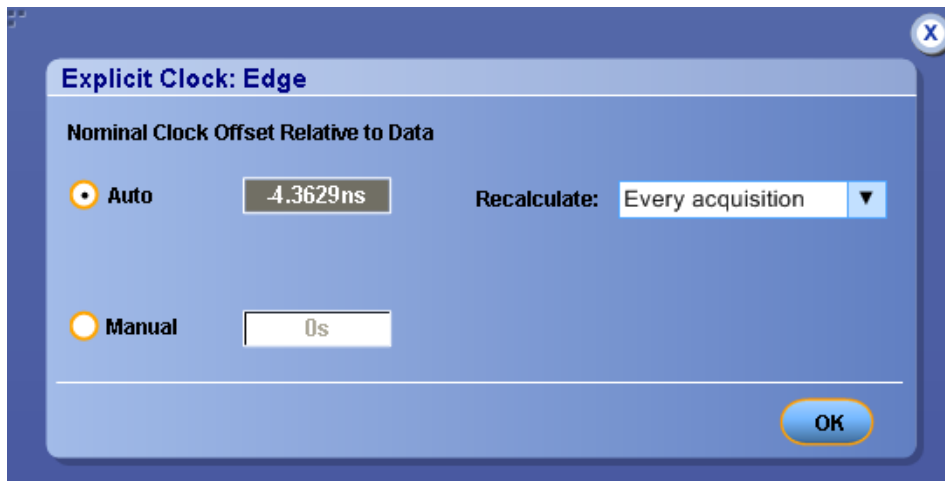 X
Explicit Clock: Edge
Nominal Clock Offset Relative to Data
Auto -4.3629ns Recalculate: Every acquisition
Manual 0s
OK